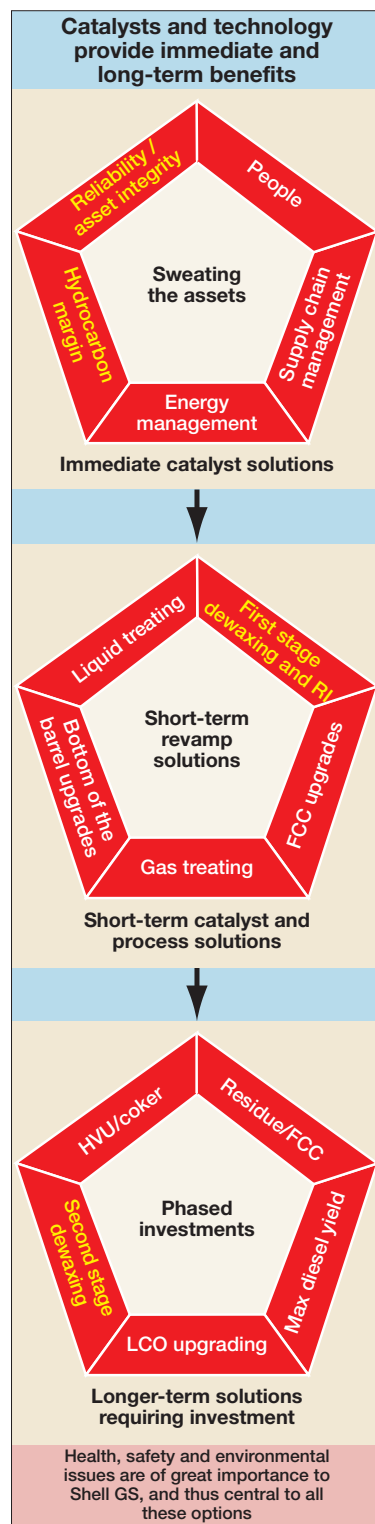 Catalysts and technology
provide immediate and
long-term benefits
Reliability /
asset integrity
People
Hydrocarbon
margin
Sweating
the assets
Supply chain
management
Energy
management
Immediate catalyst solutions
Liquid treating
First stage
dewaxing and RI
Bottom of the
barrel upgrades
Short-term
revamp
solutions
FCC upgrades
Gas treating
Short-term catalyst and
process solutions
HVU/coker
Residue/FCC
Second stage
dewaxing
Phased
investments
Max diesel yield
LCO upgrading
Longer-term solutions
requiring investment
Health, safety and environmental
issues are of great importance to
Shell GS, and thus central to all
these options